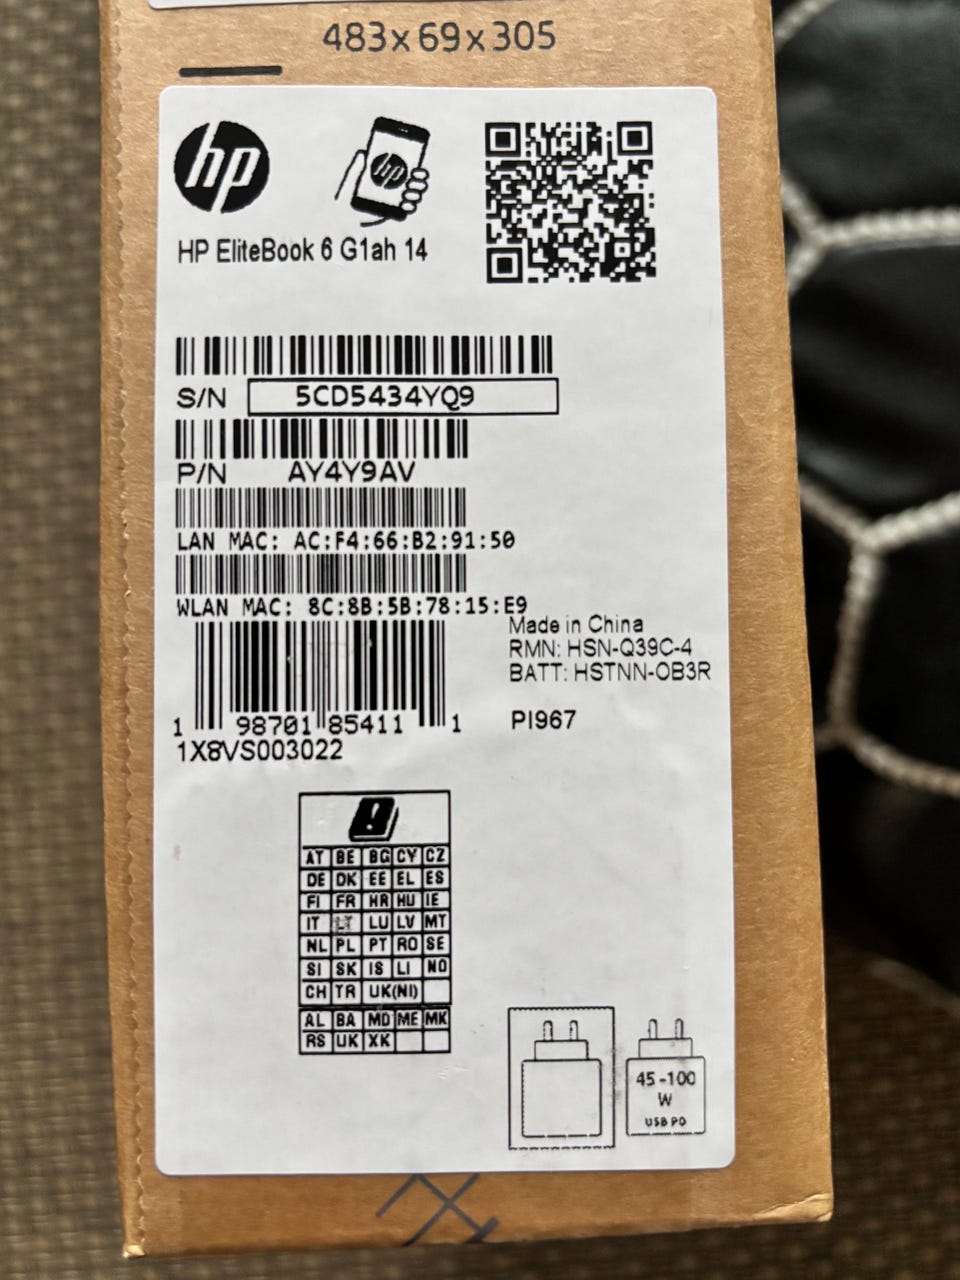 483x69x305
hp
hp
HP EliteBook 6 G1ah 14
S/N 5CD5434YQ9
P/N AY4Y9AV
LAN MAC: AC:F4:66:B2:91:50
WLAN MAC: 8C:8B:5B:78:15:E9
Made in China
RMN: HSN-Q39C-4
BATT: HSTNN-OB3R
1 98701 85411 1
PI967
1X8VS003022
!
AT BE BG CY CZ
DE DK EE EL ES
FI FR HR HU IE
IT LU LV MT
NL PL PT RO SE
SI SK IS LI NO
CH TR UK(NI)
AL BA MD ME MK
RS UK XK
45-100
W
USB PD